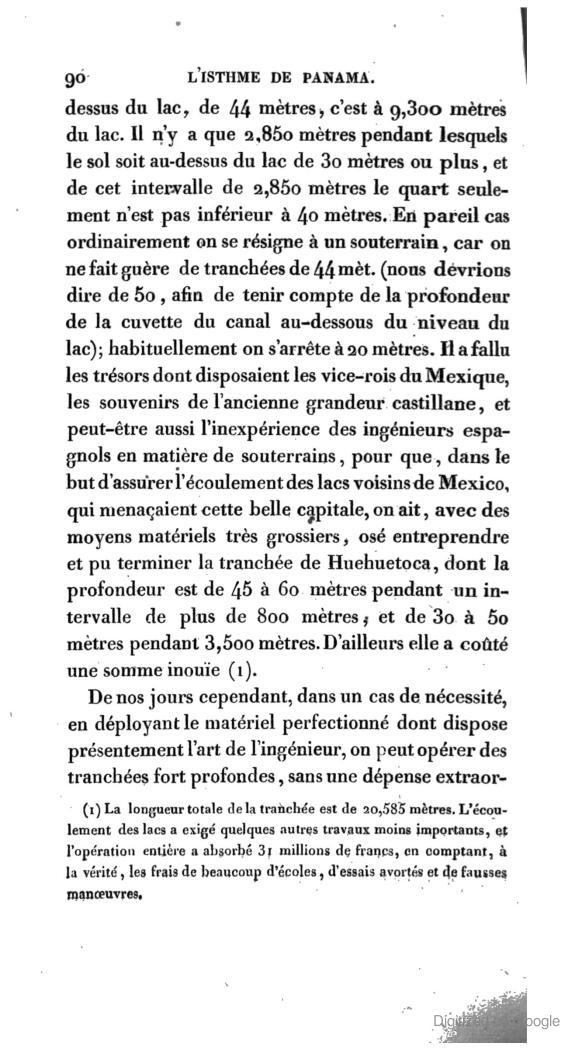 90 L'ISTHME DE PANAMA.
dessus du lac, de 44 mètres, c'est à 9,300 mètres
du lac. Il n'y a que 2,850 mètres pendant lesquels
le sol soit au-dessus du lac de 30 mètres ou plus, et
de cet intervalle de 2,850 mètres le quart seule-
ment n'est pas inférieur à 40 mètres. En pareil cas
ordinairement on se résigne à un souterrain, car on
ne fait guère de tranchées de 44 mèt. (nous dévrions
dire de 50, afin de tenir compte de la profondeur
de la cuvette du canal au-dessous du niveau du
lac); habituellement on s'arrête à 20 mètres. Il a fallu
les trésors dont disposaient les vice-rois du Mexique,
les souvenirs de l'ancienne grandeur castillane, et
peut-être aussi l'inexpérience des ingénieurs espa-
gnols en matière de souterrains, pour que, dans le
but d'assurer l'écoulement des lacs voisins de Mexico,
qui menaçaient cette belle capitale, on ait, avec des
moyens matériels très grossiers, osé entreprendre
et pu terminer la tranchée de Huehuetoca, dont la
profondeur est de 45 à 60 mètres pendant un in-
tervalle de plus de 800 mètres, et de 30 à 50
mètres pendant 3,500 mètres. D'ailleurs elle a coûté
une somme inouïe (1).
De nos jours cependant, dans un cas de nécessité,
en déployant le matériel perfectionné dont dispose
présentement l'art de l'ingénieur, on peut opérer des
tranchées fort profondes, sans une dépense extraor-
(1) La longueur totale de la tranchée est de 20,585 mètres. L'écou-
lement des lacs a exigé quelques autres travaux moins importants, et
l'opération entière a absorbé 31 millions de francs, en comptant, à
la vérité, les frais de beaucoup d'écoles, d'essais avortés et de fausses
manœuvres.